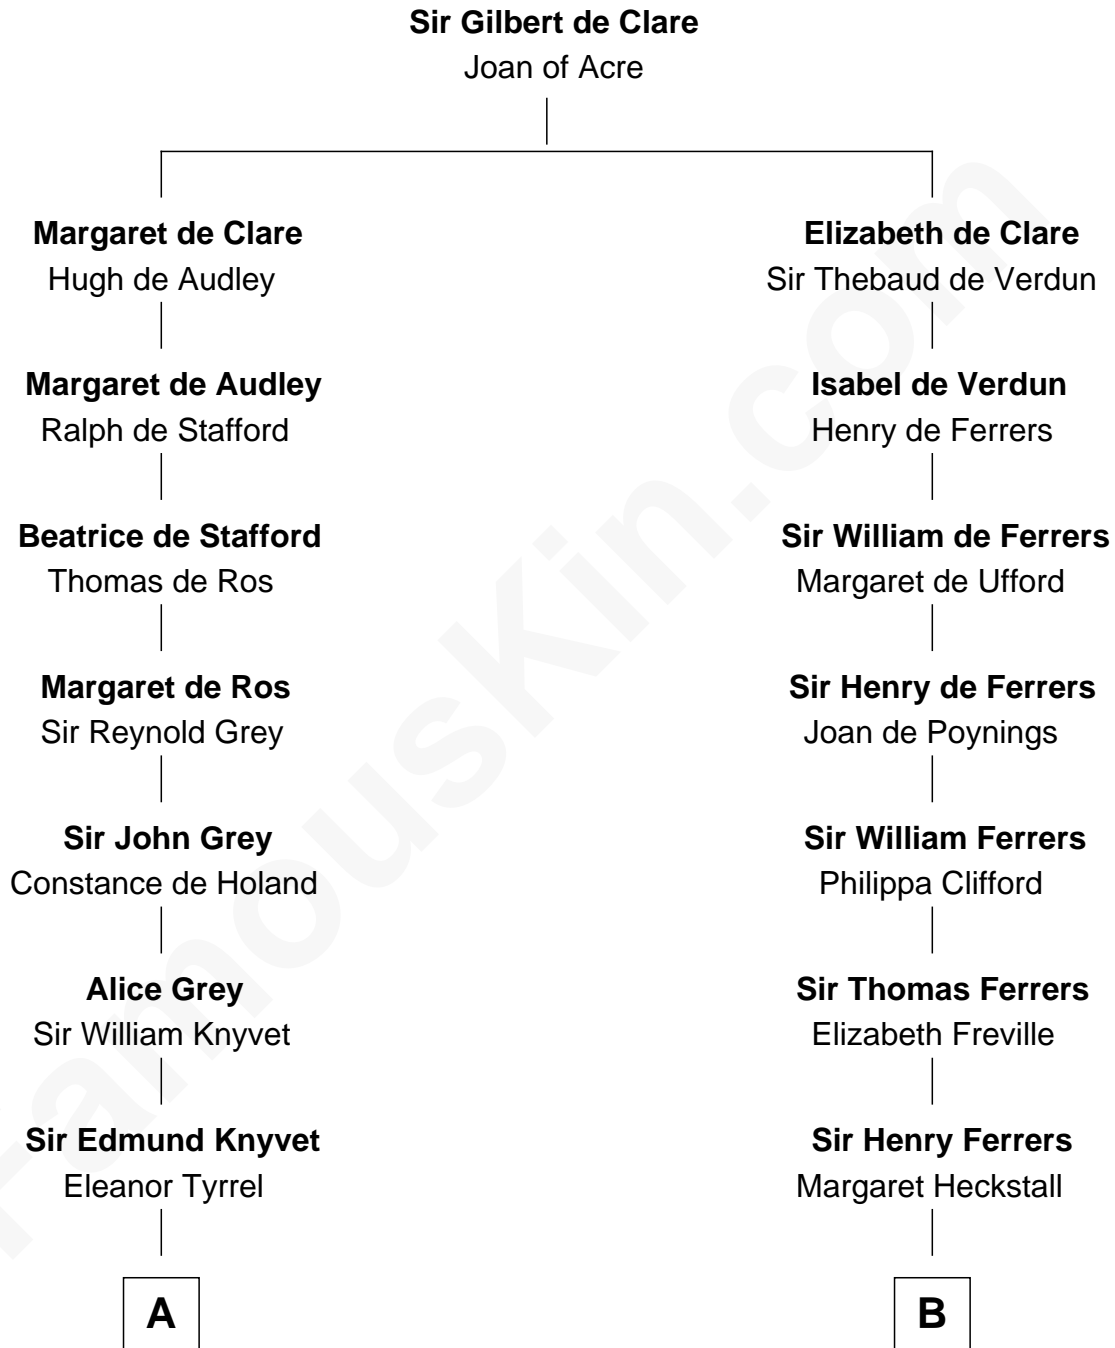 Sir Gilbert de Clare
Joan of Acre
Margaret de Clare
Hugh de Audley
Elizabeth de Clare
Sir Thebaud de Verdun
Margaret de Audley
Ralph de Stafford
Isabel de Verdun
Henry de Ferrers
Beatrice de Stafford
Thomas de Ros
Sir William de Ferrers
Margaret de Ufford
Margaret de Ros
Sir Reynold Grey
Sir Henry de Ferrers
Joan de Poynings
Sir John Grey
Constance de Holand
Sir William Ferrers
Philippa Clifford
Alice Grey
Sir William Knyvet
Sir Thomas Ferrers
Elizabeth Freville
Sir Edmund Knyvet
Eleanor Tyrrel
Sir Henry Ferrers
Margaret Heckstall
A
B
FamousKin.com